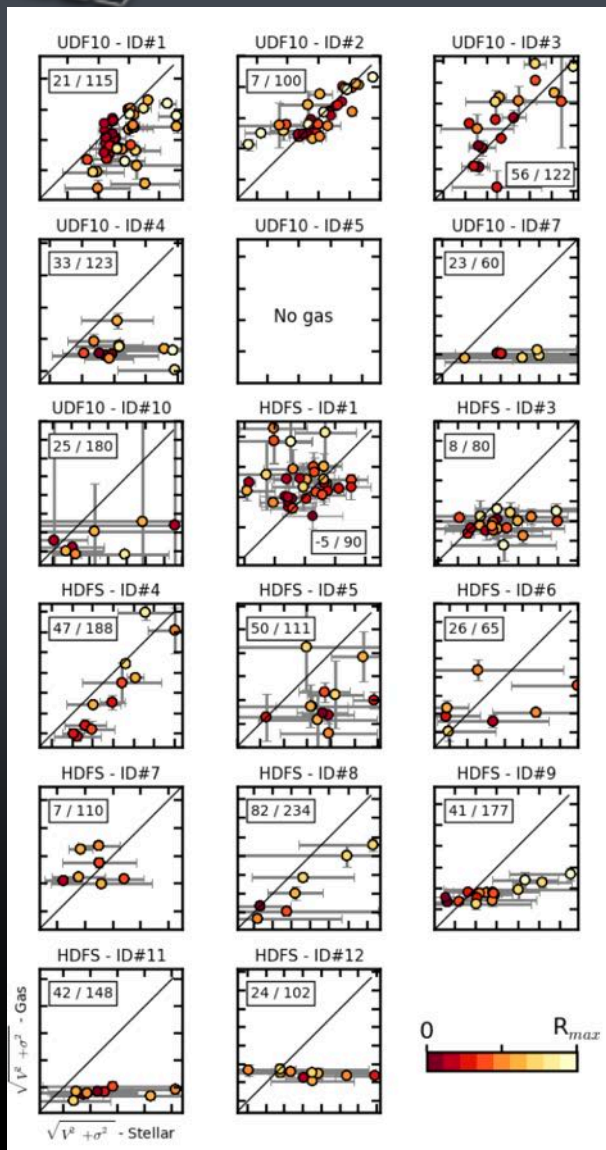 UDF10 - ID#1 UDF10 - ID#2 UDF10 - ID#3
21 / 115 7 / 100 56 / 122
UDF10 - ID#4 UDF10 - ID#5 UDF10 - ID#7
33 / 123 No gas 23 / 60
UDF10 - ID#10 HDFS - ID#1 HDFS - ID#3
25 / 180 -5 / 90 8 / 80
HDFS - ID#4 HDFS - ID#5 HDFS - ID#6
47 / 188 50 / 111 26 / 65
HDFS - ID#7 HDFS - ID#8 HDFS - ID#9
7 / 110 82 / 234 41 / 177
HDFS - ID#11 HDFS - ID#12
42 / 148 24 / 102
0 R_max
√V² +σ² - Gas
√V² +σ² - Stellar